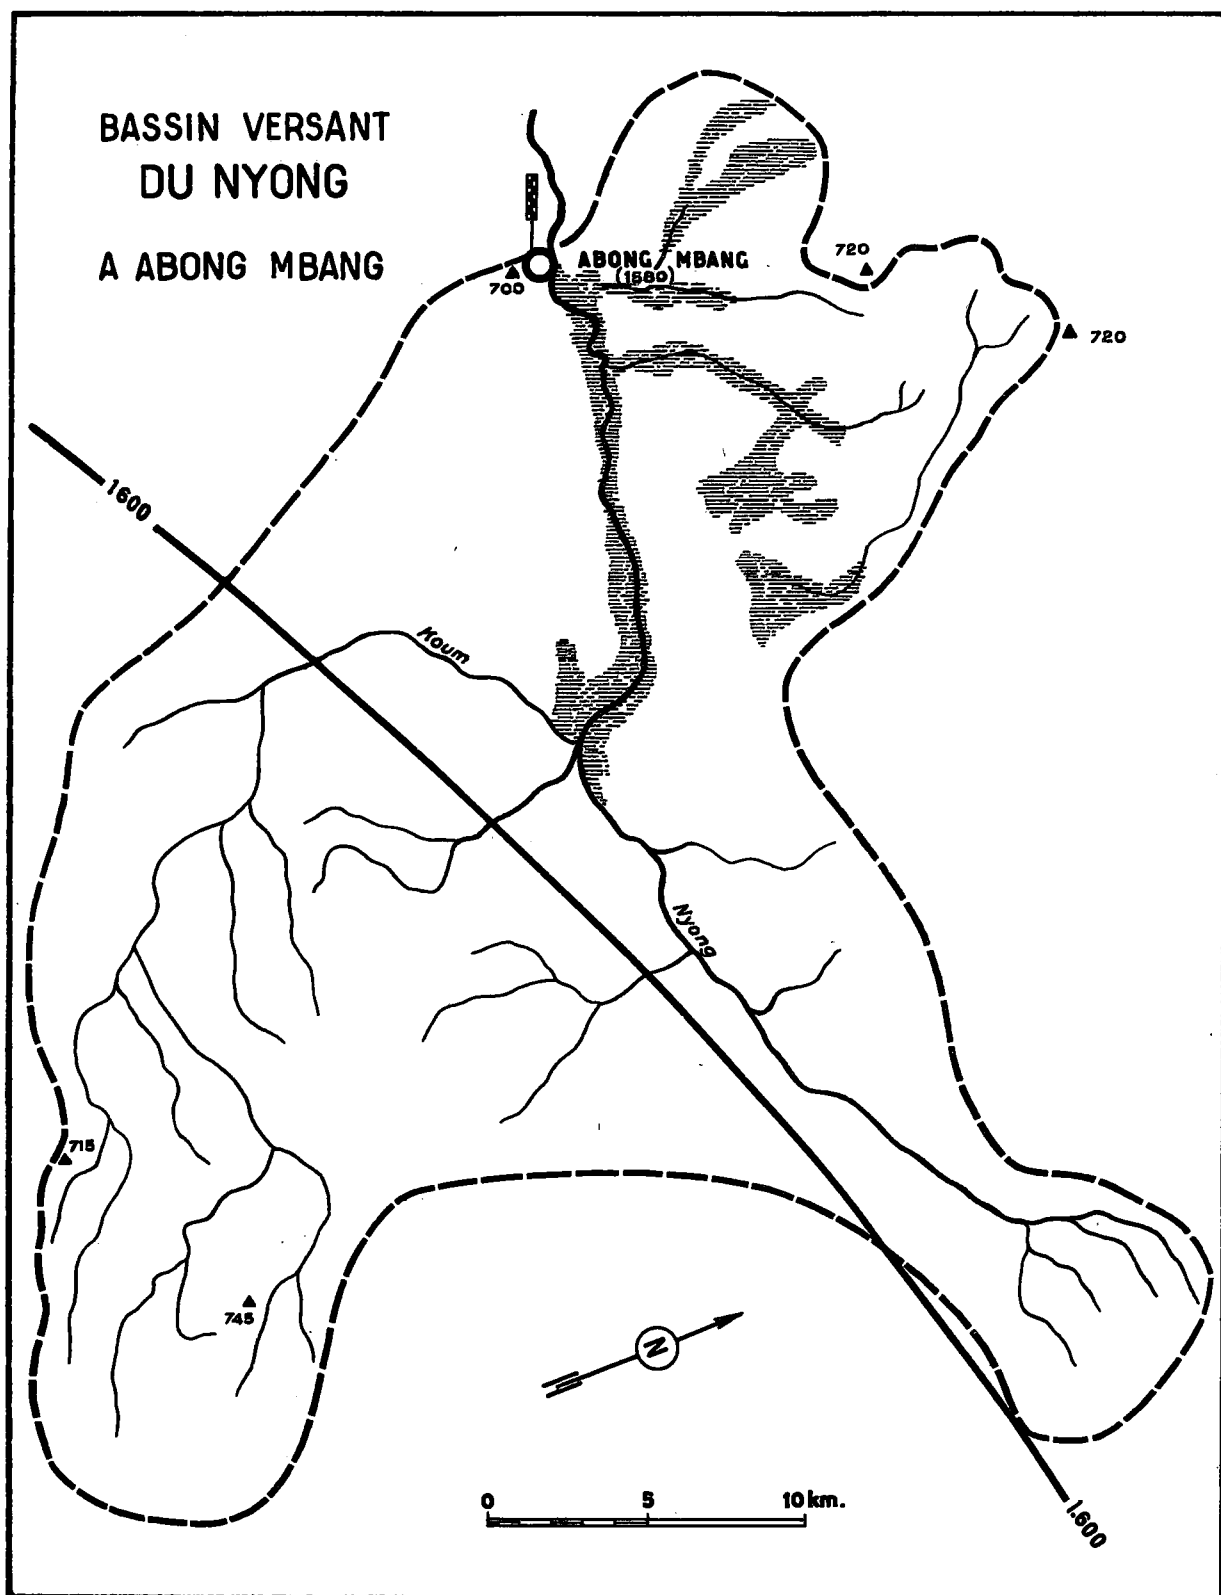 BASSIN VERSANT
DU NYONG
A ABONG MBANG
ABONG MBANG
(1580)
700
720
720
1600
Koum
Nyong
715
745
N
0 5 10 km.
1.600